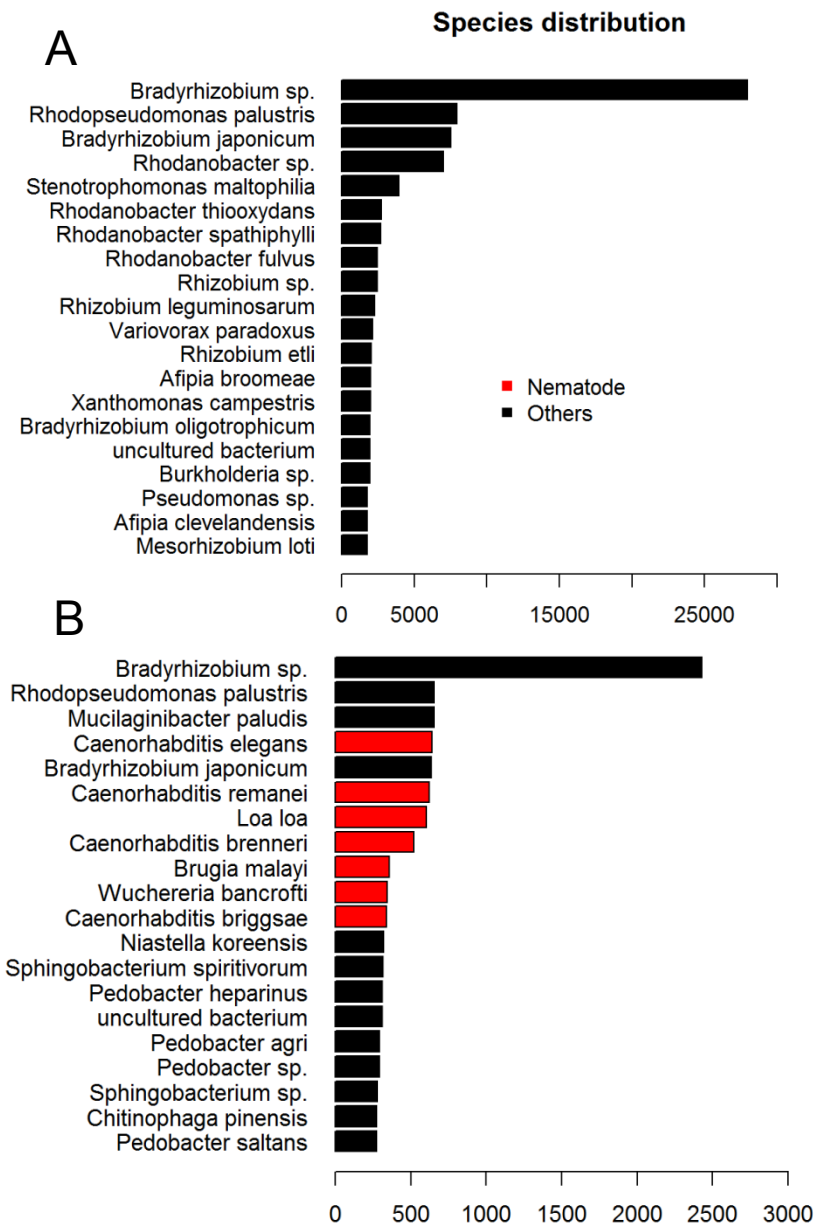 Species distribution
A
Bradyrhizobium sp.
Rhodopseudomonas palustris
Bradyrhizobium japonicum
Rhodanobacter sp.
Stenotrophomonas maltophilia
Rhodanobacter thiooxydans
Rhodanobacter spathiphylli
Rhodanobacter fulvus
Rhizobium sp.
Rhizobium leguminosarum
Variovorax paradoxus
Rhizobium etli
Afipia broomeae
Xanthomonas campestris
Bradyrhizobium oligotrophicum
uncultured bacterium
Burkholderia sp.
Pseudomonas sp.
Afipia clevelandensis
Mesorhizobium loti
Nematode
Others
0 5000 15000 25000
B
Bradyrhizobium sp.
Rhodopseudomonas palustris
Mucilaginibacter paludis
Caenorhabditis elegans
Bradyrhizobium japonicum
Caenorhabditis remanei
Loa loa
Caenorhabditis brenneri
Brugia malayi
Wuchereria bancrofti
Caenorhabditis briggsae
Niastella koreensis
Sphingobacterium spiritivorum
Pedobacter heparinus
uncultured bacterium
Pedobacter agri
Pedobacter sp.
Sphingobacterium sp.
Chitinophaga pinensis
Pedobacter saltans
0 500 1000 1500 2000 2500 3000